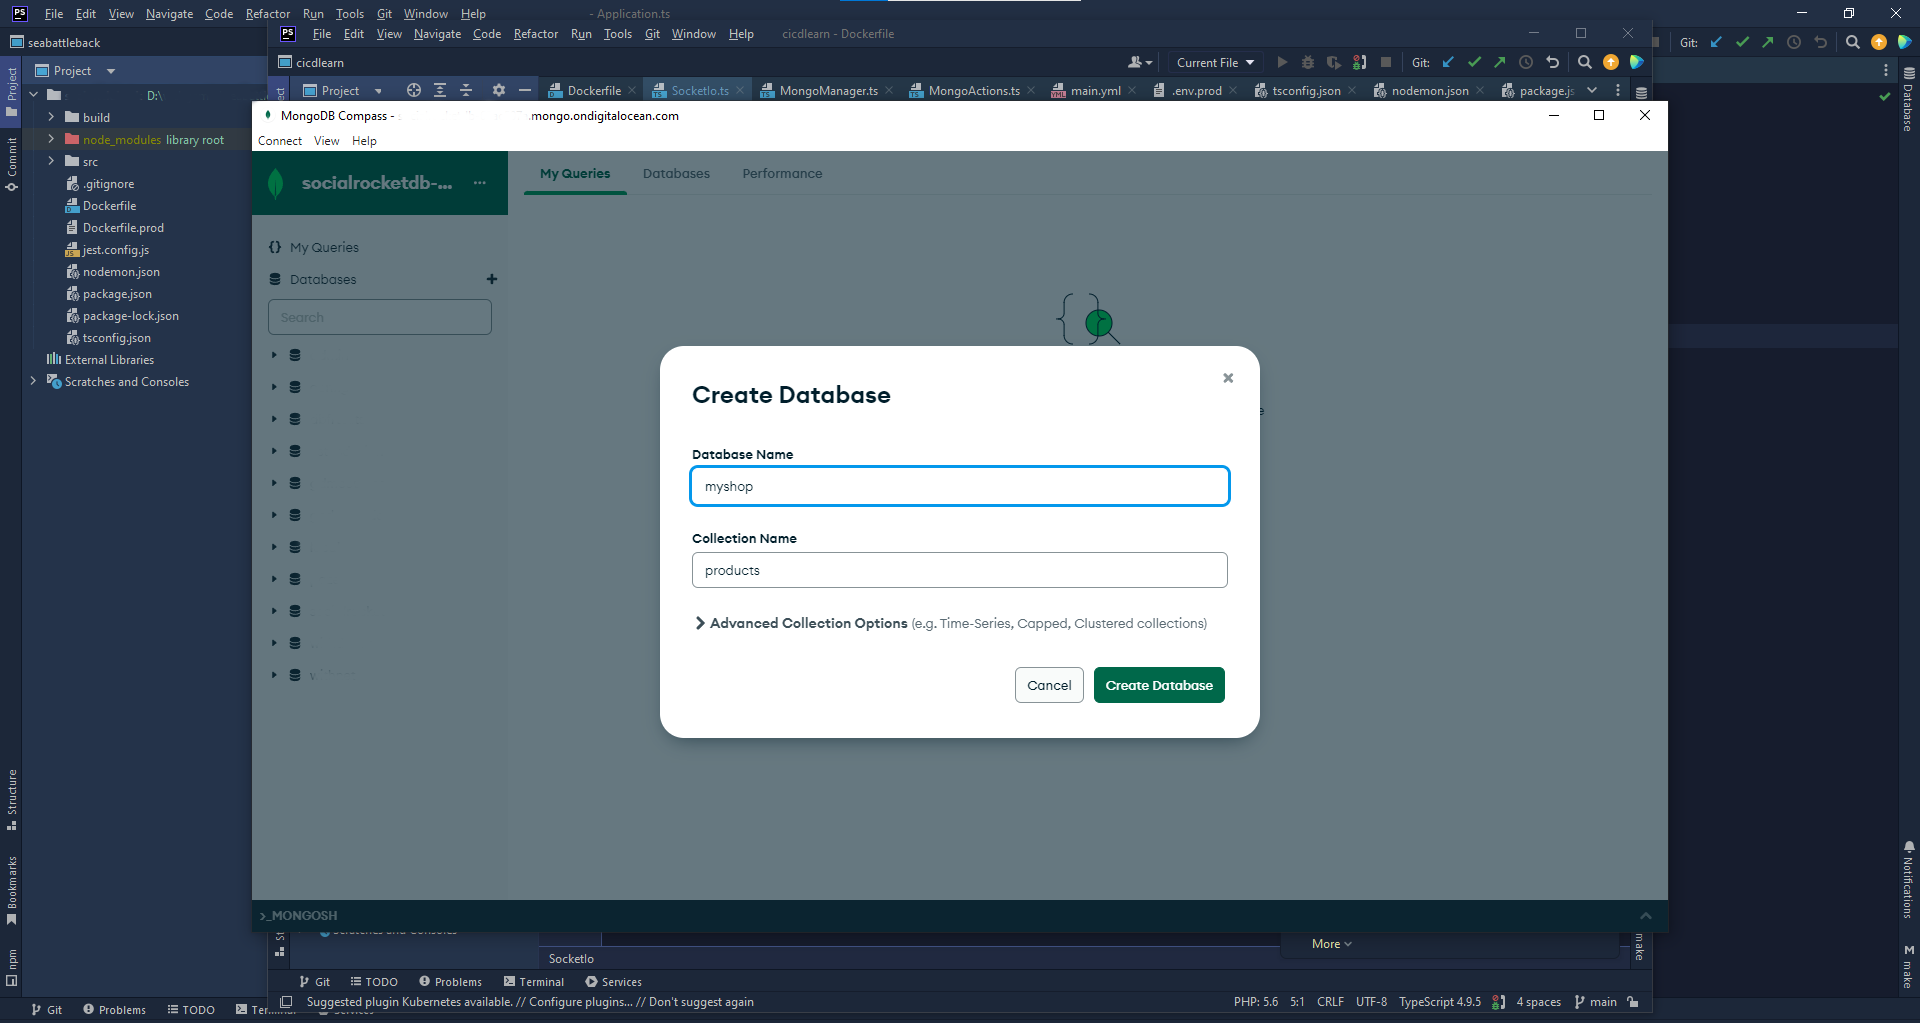 File Edit View Navigate Code Refactor Run Tools Git Window Help - Application.ts
seabattleback
Git:
Project
D:\
build
node_modules library root
src
.gitignore
Dockerfile
Dockerfile.prod
jest.config.js
nodemon.json
package.json
package-lock.json
tsconfig.json
External Libraries
Scratches and Consoles
Project
Commit
Structure
Bookmarks
npm
File Edit View Navigate Code Refactor Run Tools Git Window Help cicdlearn - Dockerfile
cicdlearn
Current File
Git:
Project
Dockerfile
SocketIo.ts
MongoManager.ts
MongoActions.ts
main.yml
.env.prod
tsconfig.json
nodemon.json
package.js
MongoDB Compass - .mongo.ondigitalocean.com
Connect View Help
socialrocketdb-...
My Queries
Databases
Performance
My Queries
Databases
Search
Create Database
Database Name
myshop
Collection Name
products
Advanced Collection Options (e.g. Time-Series, Capped, Clustered collections)
Cancel
Create Database
>_MONGOSH
Scratches and Consoles
More
SocketIo
Git TODO Problems Terminal Services
Suggested plugin Kubernetes available. // Configure plugins... // Don't suggest again
PHP: 5.6 5:1 CRLF UTF-8 TypeScript 4.9.5 4 spaces main
make
Git Problems TODO Services
Database
Notifications
make